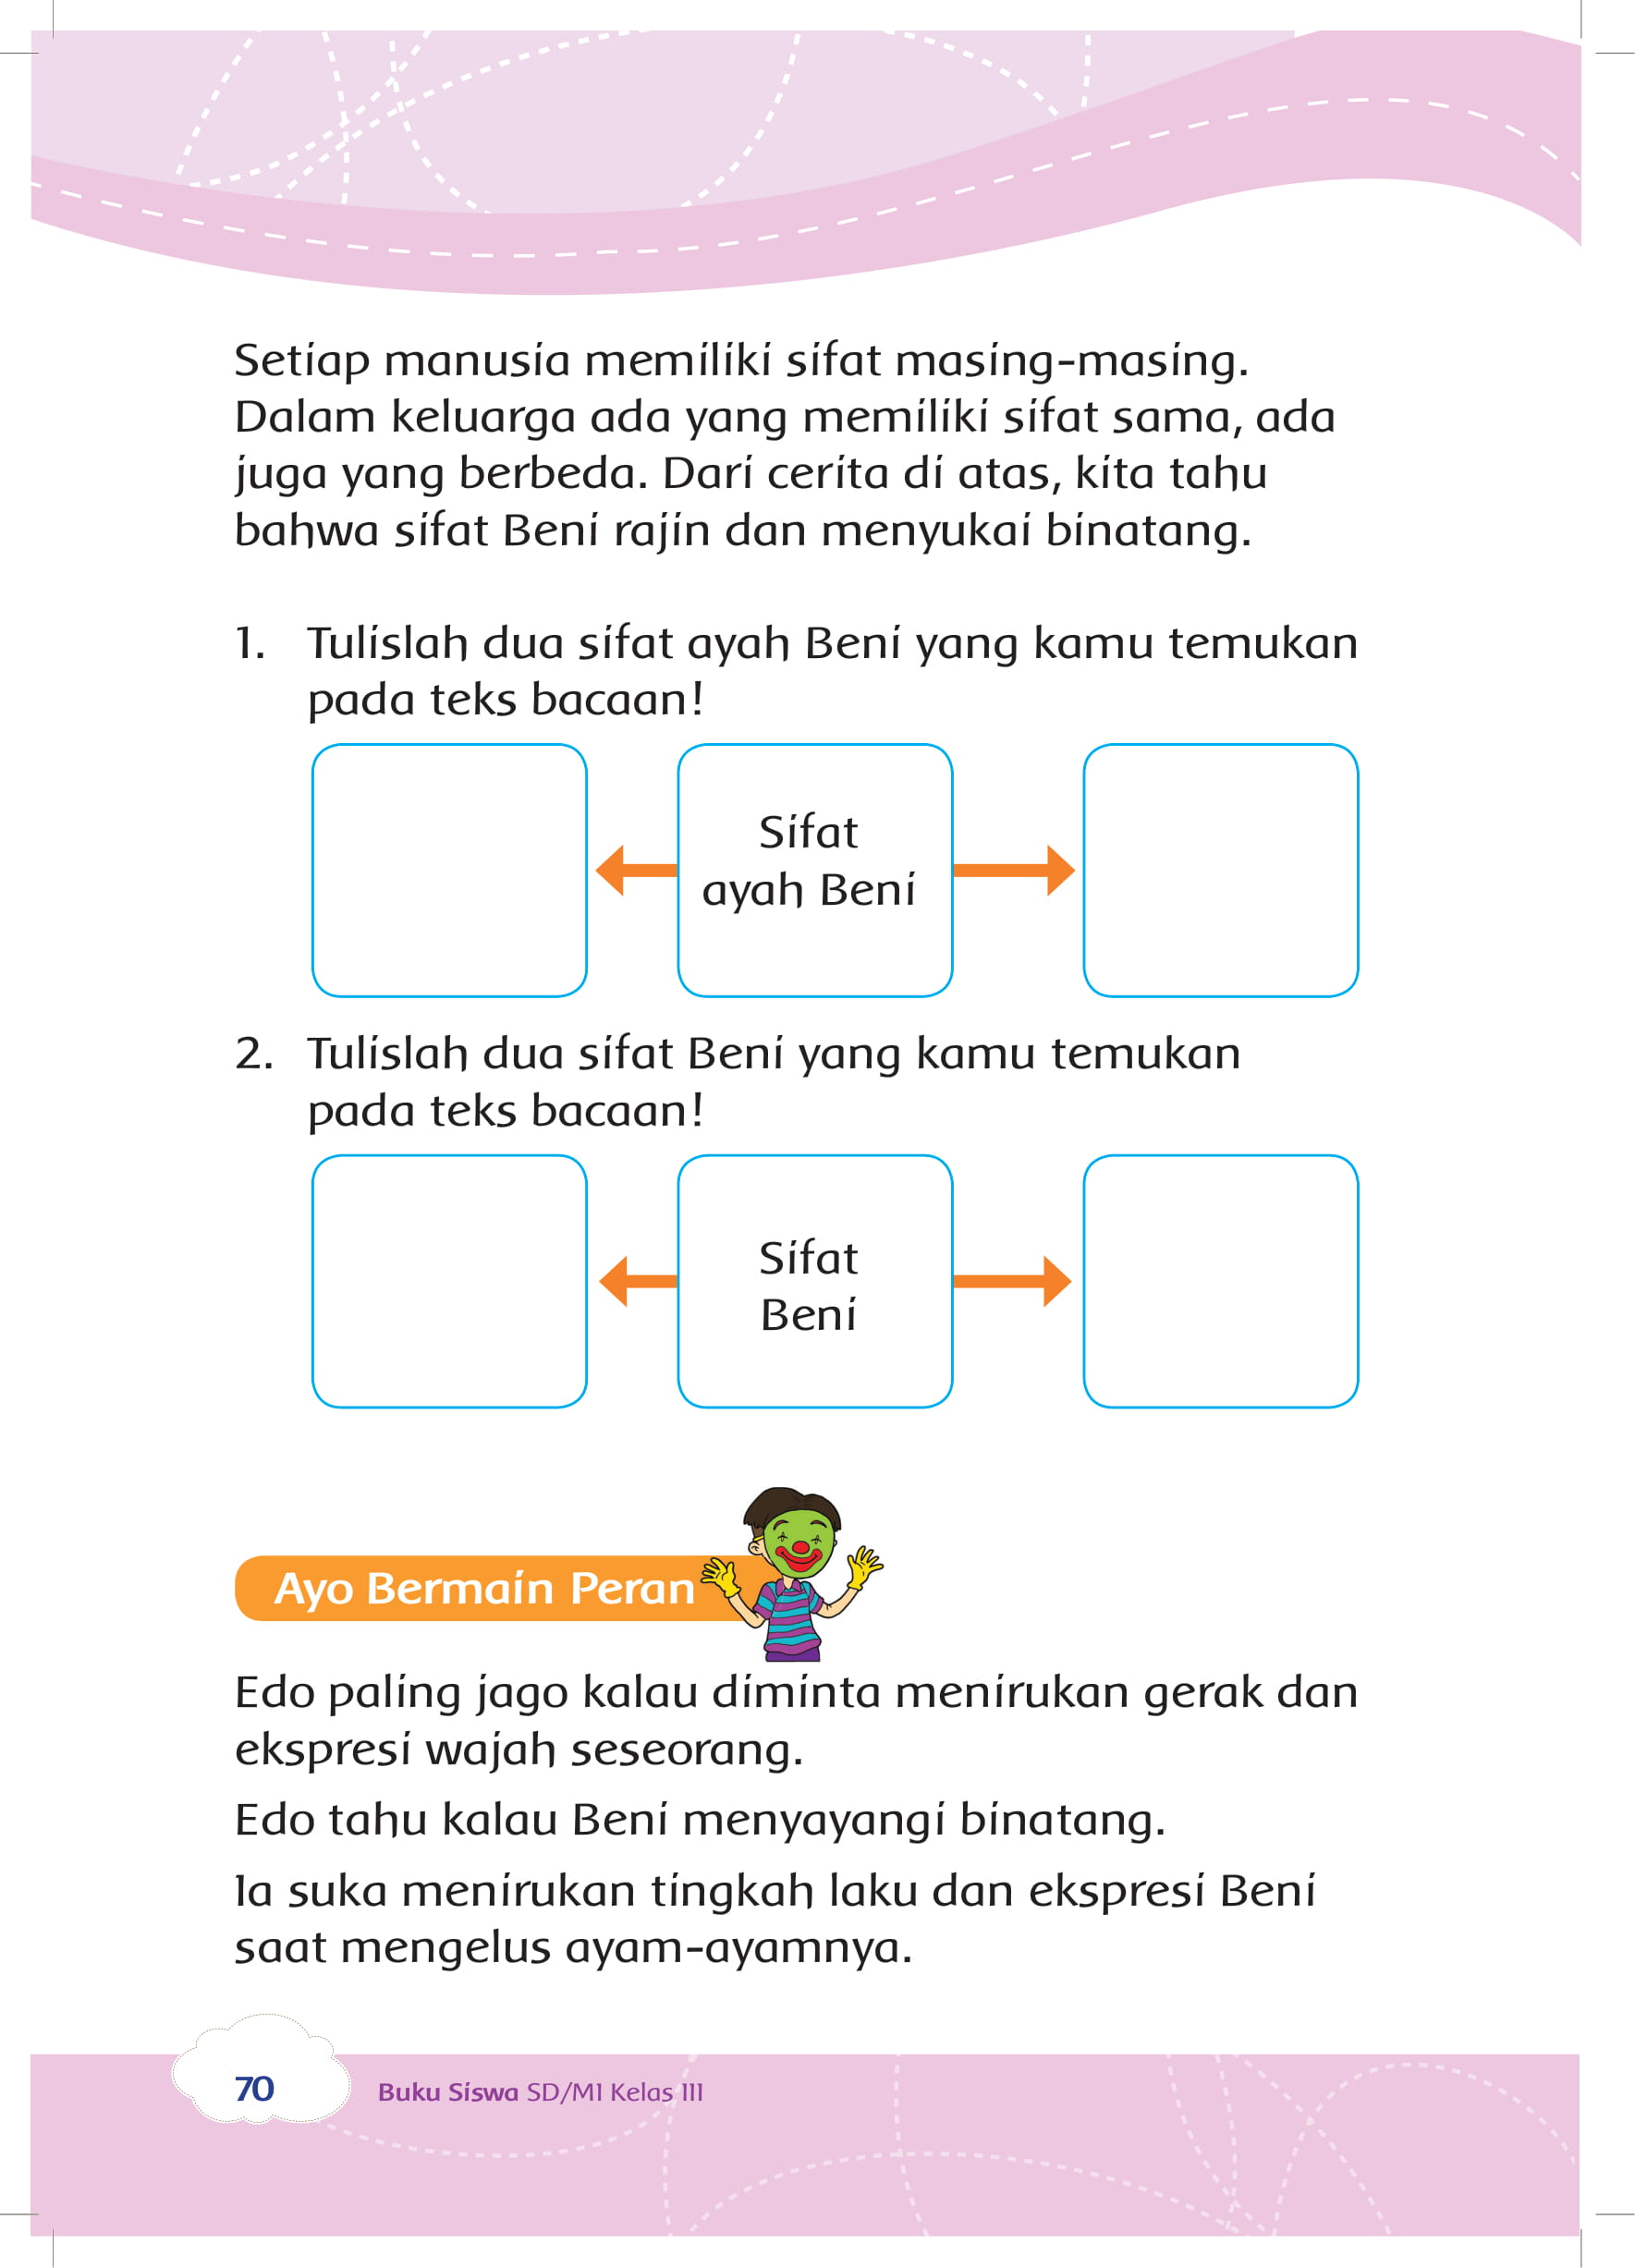 Setiap manusia memiliki sifat masing-masing.
Dalam keluarga ada yang memiliki sifat sama, ada
juga yang berbeda. Dari cerita di atas, kita tahu
bahwa sifat Beni rajin dan menyukai binatang.
1. Tulislah dua sifat ayah Beni yang kamu temukan
pada teks bacaan!
Sifat
ayah Beni
2. Tulislah dua sifat Beni yang kamu temukan
pada teks bacaan!
Sifat
Beni
Ayo Bermain Peran
Edo paling jago kalau diminta menirukan gerak dan
ekspresi wajah seseorang.
Edo tahu kalau Beni menyayangi binatang.
Ia suka menirukan tingkah laku dan ekspresi Beni
saat mengelus ayam-ayamnya.
70
Buku Siswa SD/MI Kelas III